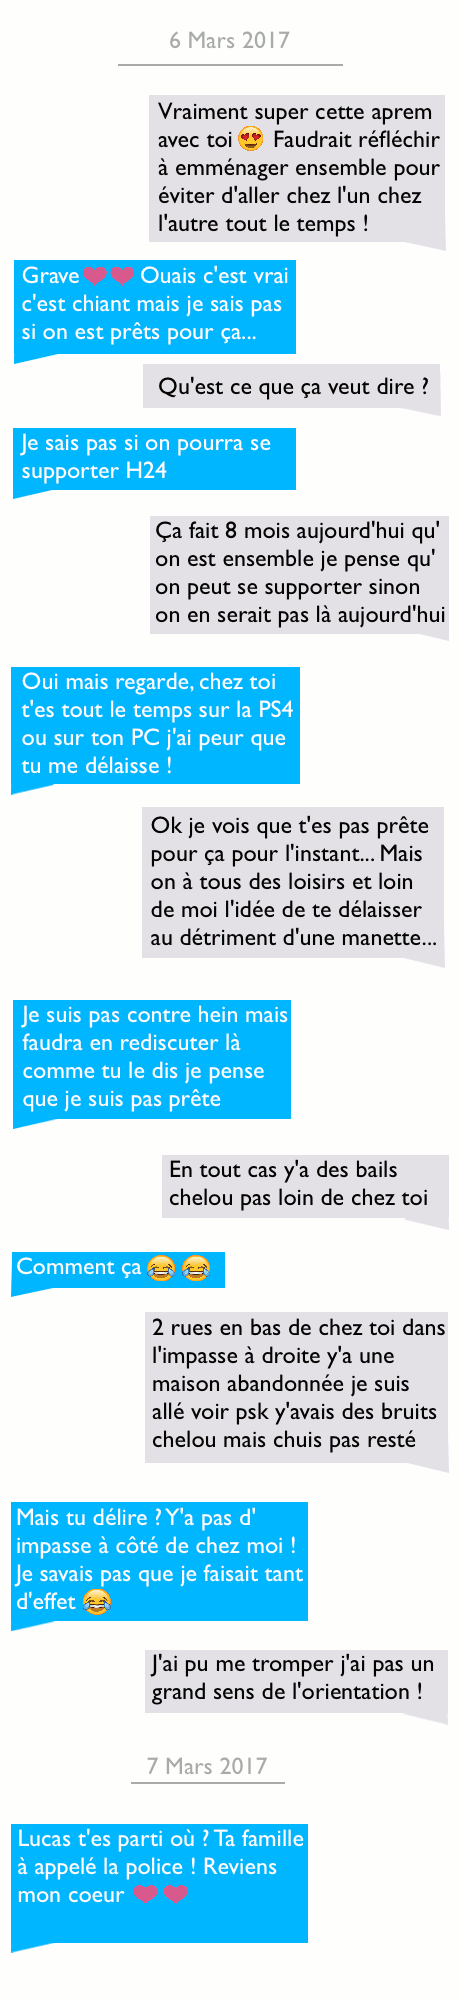 6 Mars 2017
Vraiment super cette aprem
avec toi 😍 Faudrait réfléchir
à emménager ensemble pour
éviter d'aller chez l'un chez
l'autre tout le temps !
Grave❤❤ Ouais c'est vrai
c'est chiant mais je sais pas
si on est prêts pour ça...
Qu'est ce que ça veut dire ?
Je sais pas si on pourra se
supporter H24
Ça fait 8 mois aujourd'hui qu'
on est ensemble je pense qu'
on peut se supporter sinon
on en serait pas là aujourd'hui
Oui mais regarde, chez toi
t'es tout le temps sur la PS4
ou sur ton PC j'ai peur que
tu me délaisse !
Ok je vois que t'es pas prête
pour ça pour l'instant... Mais
on à tous des loisirs et loin
de moi l'idée de te délaisser
au détriment d'une manette...
Je suis pas contre hein mais
faudra en rediscuter là
comme tu le dis je pense
que je suis pas prête
En tout cas y'a des bails
chelou pas loin de chez toi
Comment ça 😂 😂
2 rues en bas de chez toi dans
l'impasse à droite y'a une
maison abandonnée je suis
allé voir psk y'avais des bruits
chelou mais chuis pas resté
Mais tu délire ? Y'a pas d'
impasse à côté de chez moi !
Je savais pas que je faisait tant
d'effet 😂
J'ai pu me tromper j'ai pas un
grand sens de l'orientation !
7 Mars 2017
Lucas t'es parti où ? Ta famille
à appelé la police ! Reviens
mon coeur ❤❤